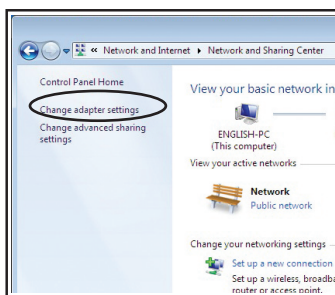 « Network and Internet ▸ Network and Sharing Center
Control Panel Home
Change adapter settings
Change advanced sharing
settings
View your basic network in
ENGLISH-PC
(This computer)
View your active networks
Network
Public network
Change your networking settings
Set up a new connection
Set up a wireless, broadba
router or access point.